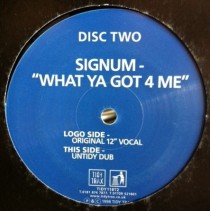 DISC TWO
SIGNUM -
"WHAT YA GOT 4 ME"
LOGO SIDE -
ORIGINAL 12" VOCAL
THIS SIDE -
UNTIDY DUB
TIDY
TRAX